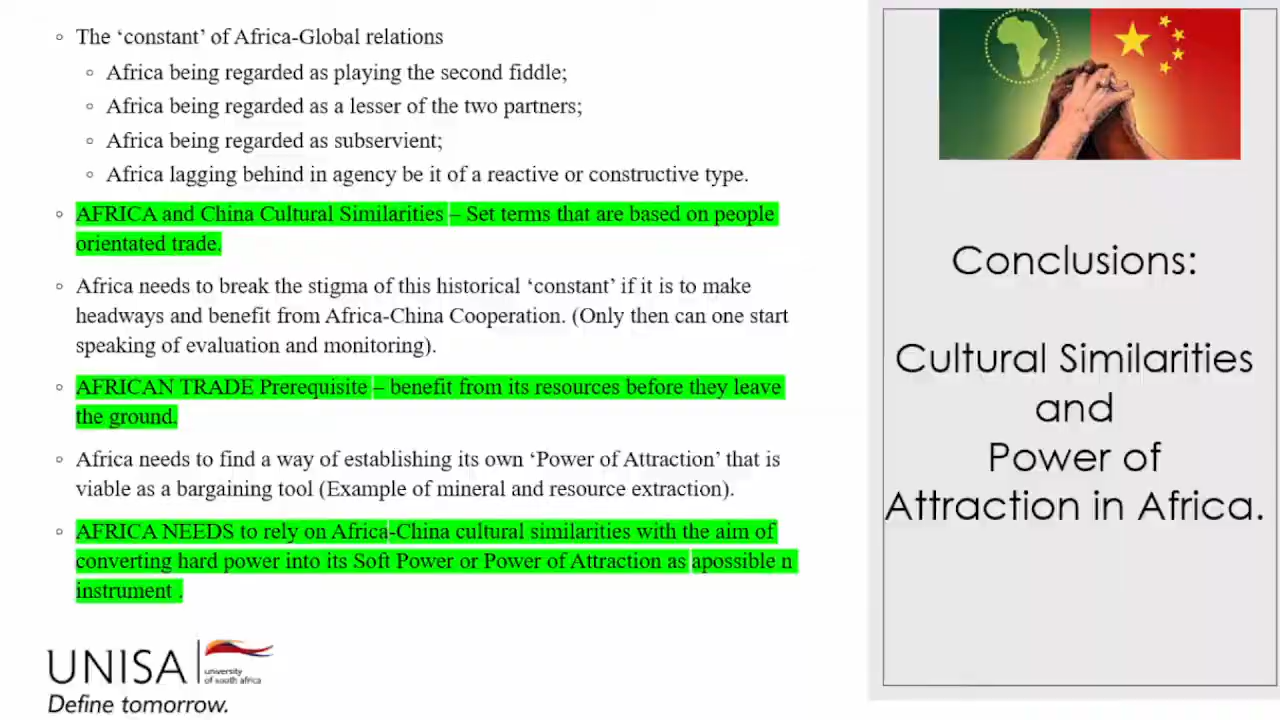 The ‘constant’ of Africa-Global relations
Africa being regarded as playing the second fiddle;
Africa being regarded as a lesser of the two partners;
Africa being regarded as subservient;
Africa lagging behind in agency be it of a reactive or constructive type.
AFRICA and China Cultural Similarities – Set terms that are based on people
orientated trade.
Africa needs to break the stigma of this historical ‘constant’ if it is to make
headways and benefit from Africa-China Cooperation. (Only then can one start
speaking of evaluation and monitoring).
AFRICAN TRADE Prerequisite – benefit from its resources before they leave
the ground.
Africa needs to find a way of establishing its own ‘Power of Attraction’ that is
viable as a bargaining tool (Example of mineral and resource extraction).
AFRICA NEEDS to rely on Africa-China cultural similarities with the aim of
converting hard power into its Soft Power or Power of Attraction as apossible n
instrument .
UNISA
university
of south africa
Define tomorrow.
Conclusions:
Cultural Similarities
and
Power of
Attraction in Africa.